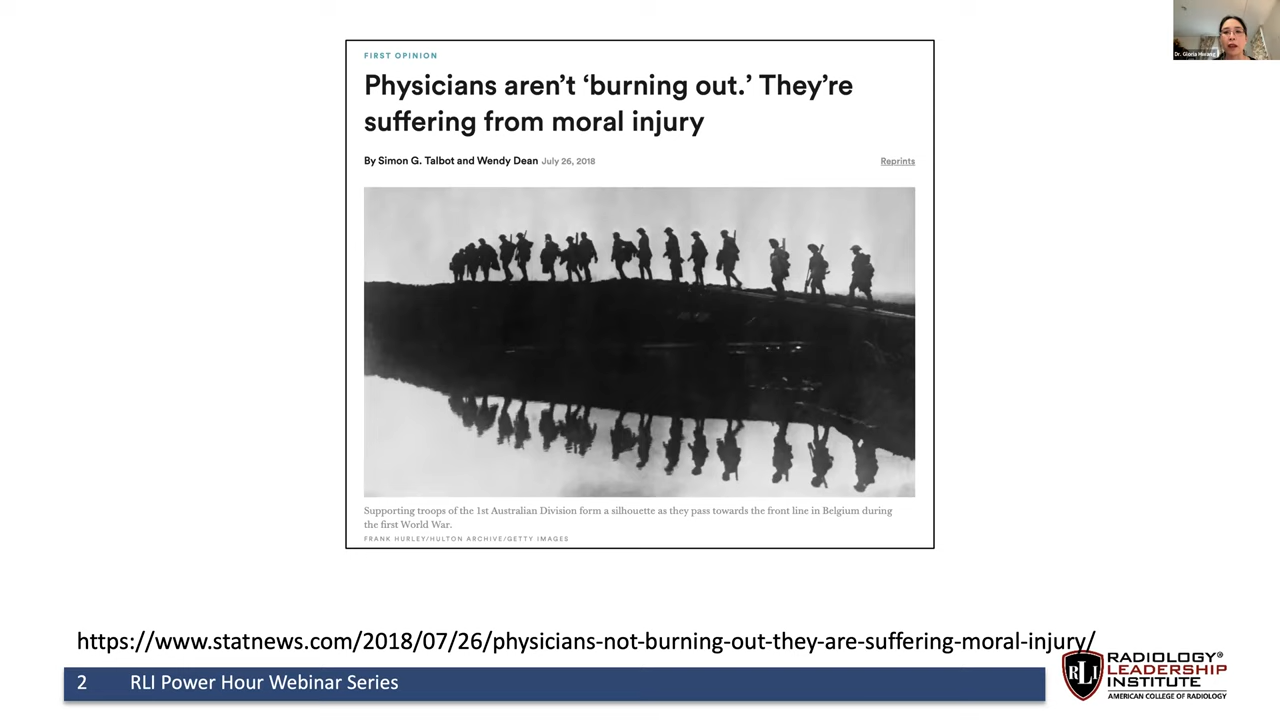 Dr. Gloria Hwang
FIRST OPINION
Physicians aren’t ‘burning out.’ They’re
suffering from moral injury
By Simon G. Talbot and Wendy Dean July 26, 2018
Reprints
Supporting troops of the 1st Australian Division form a silhouette as they pass towards the front line in Belgium during
the first World War.
FRANK HURLEY/HULTON ARCHIVE/GETTY IMAGES
https://www.statnews.com/2018/07/26/physicians-not-burning-out-they-are-suffering-moral-injury/
2 RLI Power Hour Webinar Series
RLI
RADIOLOGY®
LEADERSHIP
INSTITUTE
AMERICAN COLLEGE OF RADIOLOGY